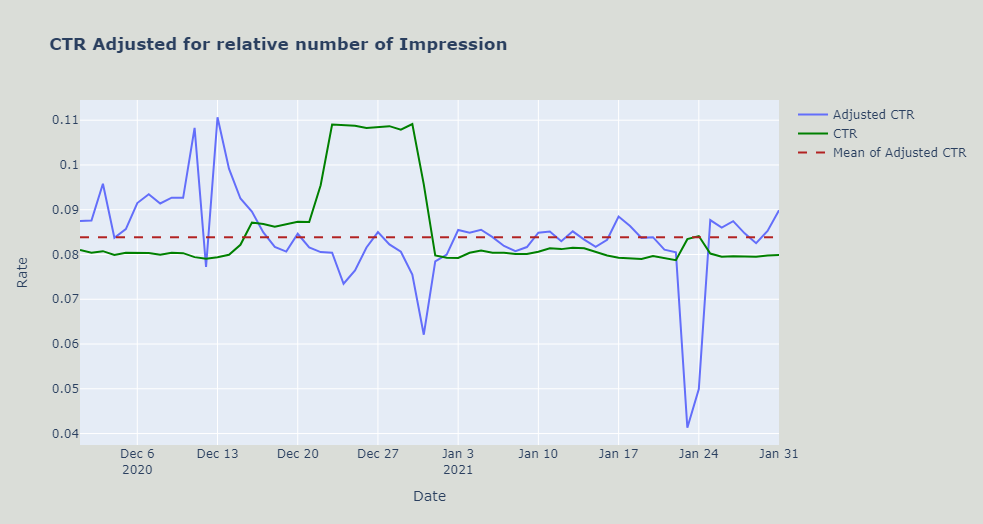 CTR Adjusted for relative number of Impression
Adjusted CTR
CTR
Mean of Adjusted CTR
0.11
0.1
0.09
0.08
0.07
0.06
0.05
0.04
Rate
Dec 6
2020
Dec 13
Dec 20
Dec 27
Jan 3
2021
Jan 10
Jan 17
Jan 24
Jan 31
Date